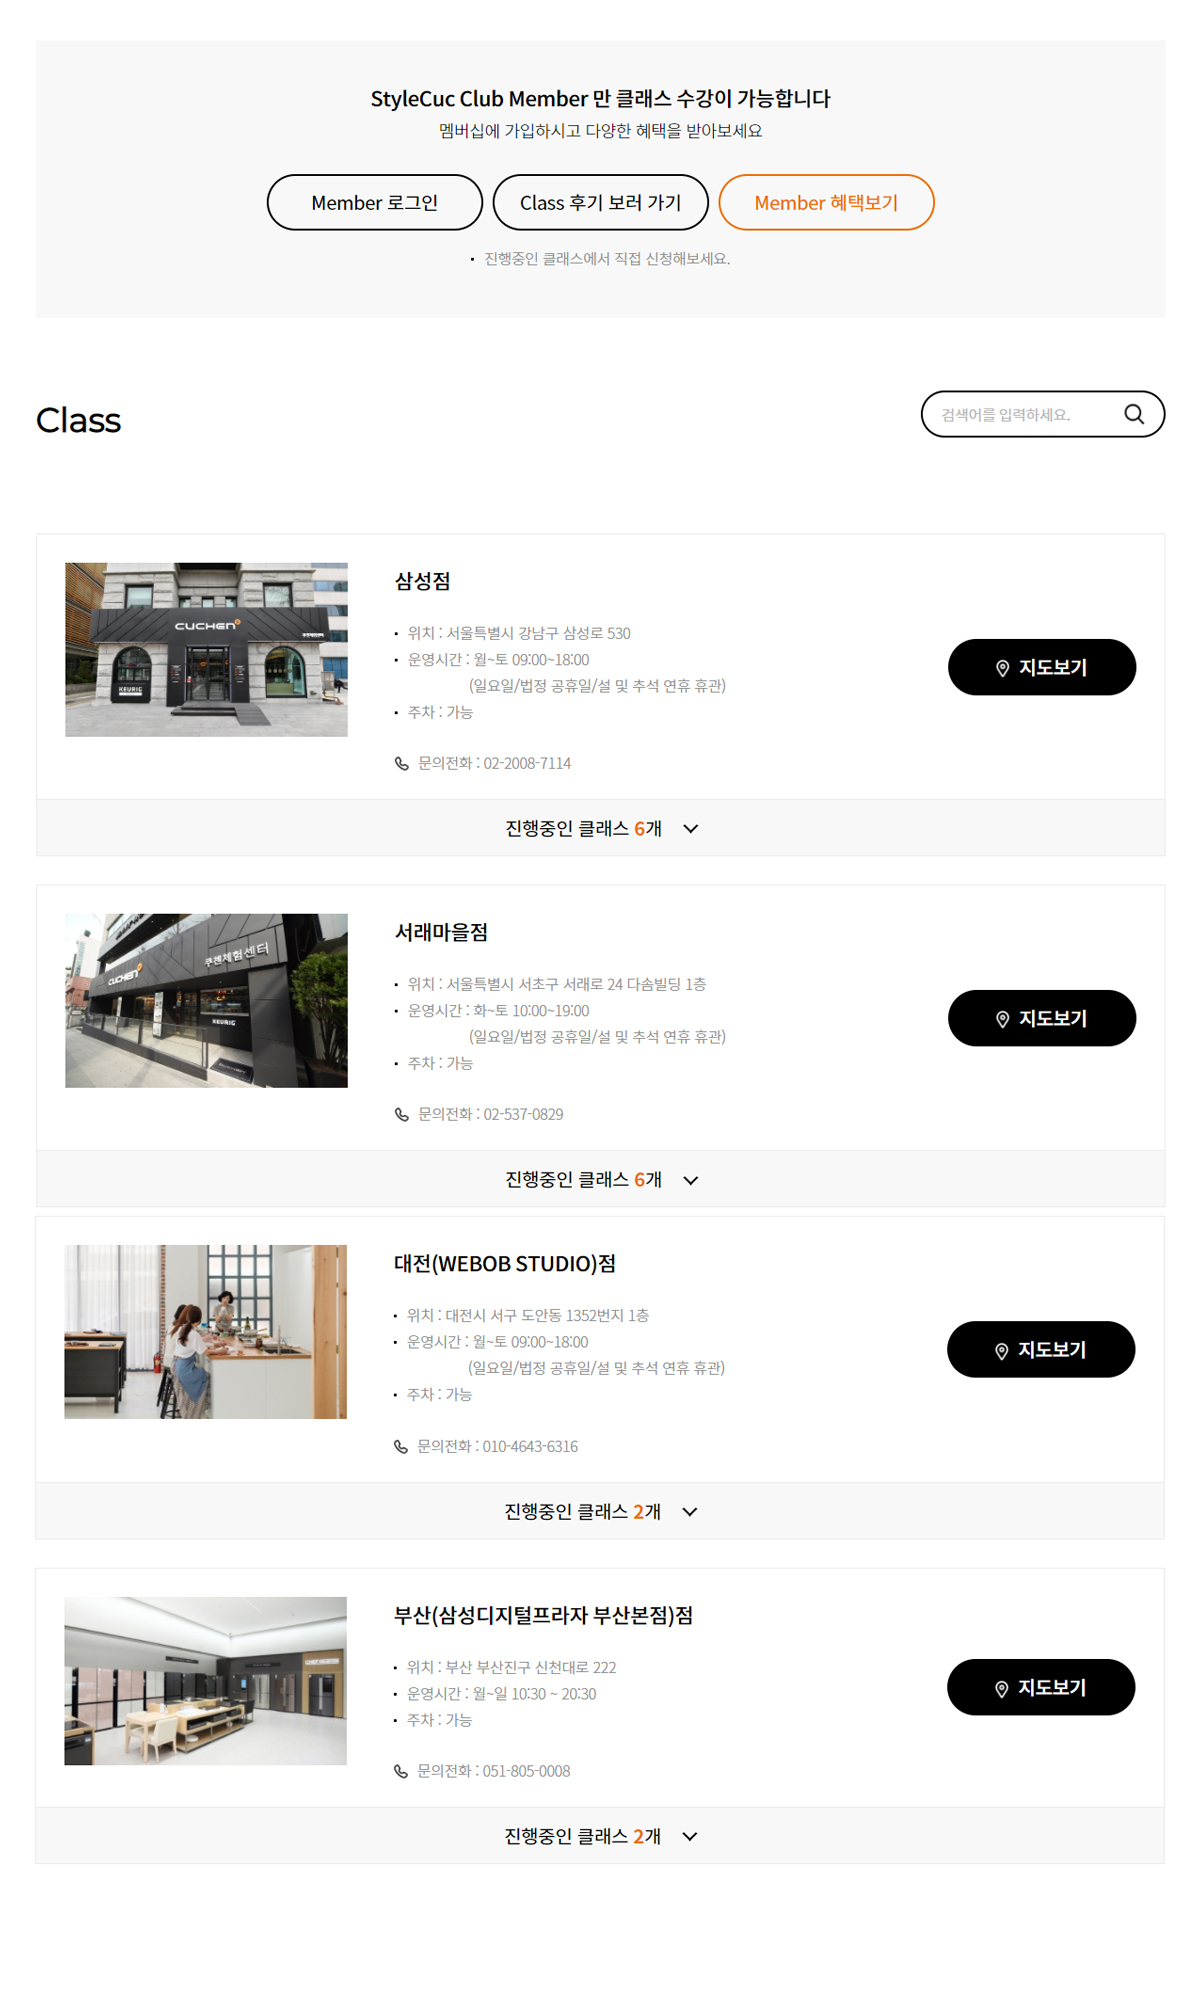 StyleCuc Club Member 만 클래스 수강이 가능합니다
멤버십에 가입하시고 다양한 혜택을 받아보세요
Member 로그인
Class 후기 보러 가기
Member 혜택보기
진행중인 클래스에서 직접 신청해보세요.
Class
검색어를 입력하세요.
CUCHEN
KEURIG
삼성점
위치 : 서울특별시 강남구 삼성로 530
운영시간 : 월~토 09:00~18:00
(일요일/법정 공휴일/설 및 추석 연휴 휴관)
주차 : 가능
문의전화 : 02-2008-7114
지도보기
진행중인 클래스 6개
CUCHEN
쿠첸체험센터
KEURIG
서래마을점
위치 : 서울특별시 서초구 서래로 24 다솜빌딩 1층
운영시간 : 화~토 10:00~19:00
(일요일/법정 공휴일/설 및 추석 연휴 휴관)
주차 : 가능
문의전화 : 02-537-0829
지도보기
진행중인 클래스 6개
대전(WEBOB STUDIO)점
위치 : 대전시 서구 도안동 1352번지 1층
운영시간 : 월~토 09:00~18:00
(일요일/법정 공휴일/설 및 추석 연휴 휴관)
주차 : 가능
문의전화 : 010-4643-6316
지도보기
진행중인 클래스 2개
부산(삼성디지털프라자 부산본점)점
위치 : 부산 부산진구 신천대로 222
운영시간 : 월~일 10:30 ~ 20:30
주차 : 가능
문의전화 : 051-805-0008
지도보기
진행중인 클래스 2개